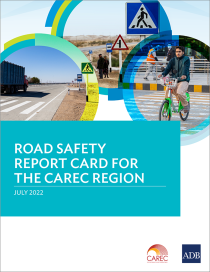 ROAD SAFETY
REPORT CARD FOR
THE CAREC REGION
JULY 2022
CAREC
ADB